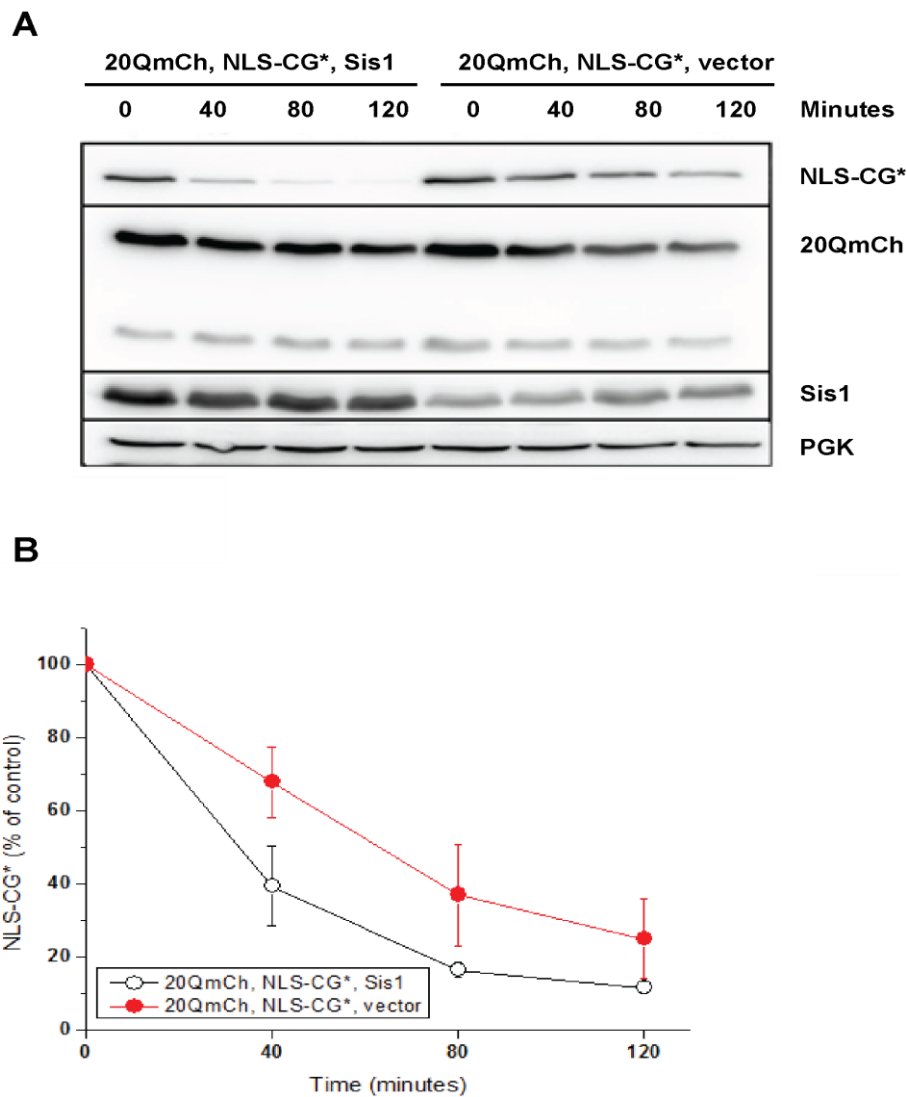 A
20QmCh, NLS-CG*, Sis1 20QmCh, NLS-CG*, vector
0 40 80 120 0 40 80 120 Minutes
NLS-CG*
20QmCh
Sis1
PGK
B
NLS-CG* (% of control)
100
80
60
40
20
0
20QmCh, NLS-CG*, Sis1
20QmCh, NLS-CG*, vector
0 40 80 120
Time (minutes)